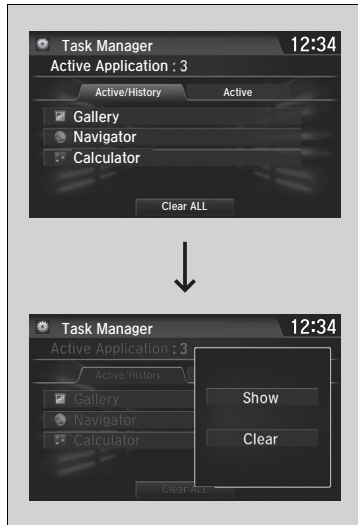 Task Manager 12:34
Active Application : 3
Active/History Active
Gallery
Navigator
Calculator
Clear ALL
Task Manager 12:34
Active Application : 3
Active/History
Gallery
Show
Navigator
Calculator
Clear
Clear ALL